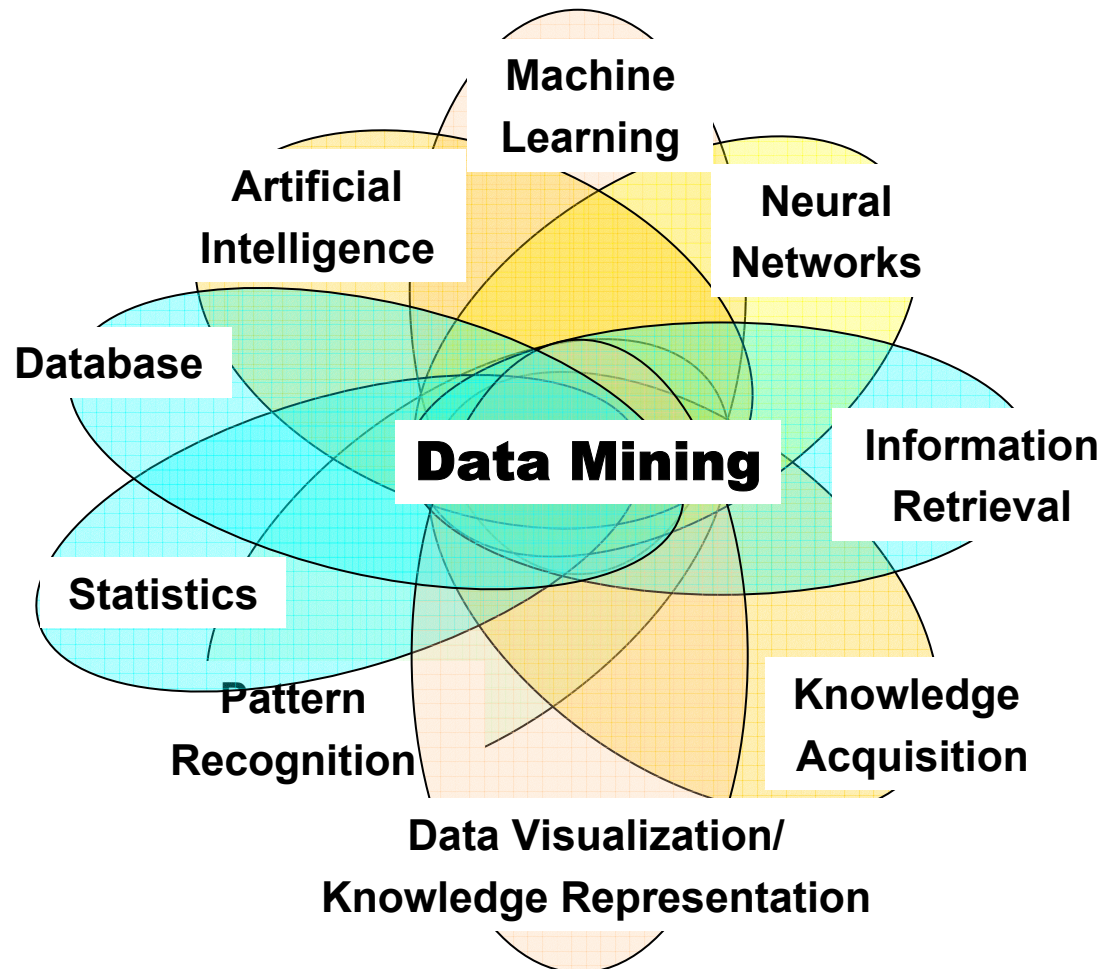 Machine
Learning
Artificial
Intelligence
Neural
Networks
Database
Data Mining
Information
Retrieval
Statistics
Pattern
Recognition
Knowledge
Acquisition
Data Visualization/
Knowledge Representation